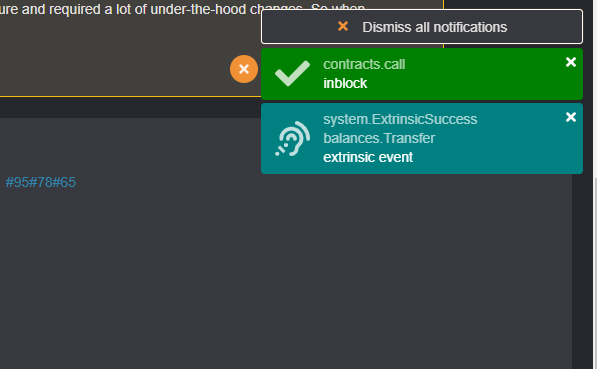 ure and required a lot of under-the-hood changes. So when
Dismiss all notifications
contracts.call
inblock
system.ExtrinsicSuccess
balances.Transfer
extrinsic event
#95#78#65